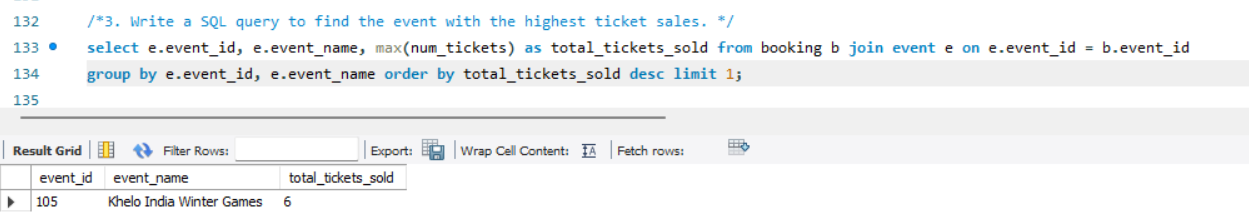 132 /*3. Write a SQL query to find the event with the highest ticket sales. */
133 select e.event_id, e.event_name, max(num_tickets) as total_tickets_sold from booking b join event e on e.event_id = b.event_id
134 group by e.event_id, e.event_name order by total_tickets_sold desc limit 1;
135
Result Grid Filter Rows: Export: Wrap Cell Content: IA Fetch rows:
event_id event_name total_tickets_sold
105 Khelo India Winter Games 6